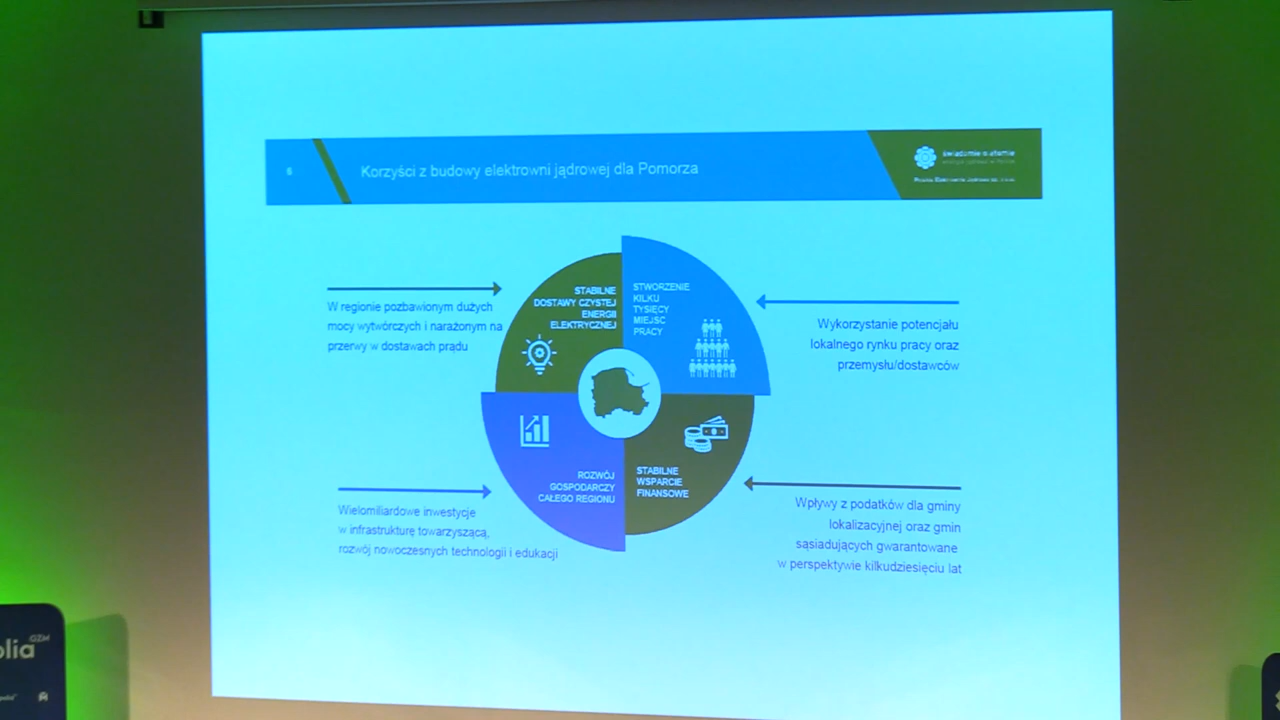 6
Korzyści z budowy elektrowni jądrowej dla Pomorza
świadomie o atomie
W regionie pozbawionym dużych
mocy wytwórczych i narażonym na
przerwy w dostawach prądu
STABILNE
DOSTAWY CZYSTEJ
ENERGII
ELEKTRYCZNEJ
STWORZENIE
KILKU
TYSIĘCY
MIEJSC
PRACY
Wykorzystanie potencjału
lokalnego rynku pracy oraz
przemysłu/dostawców
Wielomiliardowe inwestycje
w infrastrukturę towarzyszącą,
rozwój nowoczesnych technologii i edukacji
ROZWÓJ
GOSPODARCZY
CAŁEGO REGIONU
STABILNE
WSPARCIE
FINANSOWE
Wpływy z podatków dla gminy
lokalizacyjnej oraz gmin
sąsiadujących gwarantowane
w perspektywie kilkudziesięciu lat
olia GZM